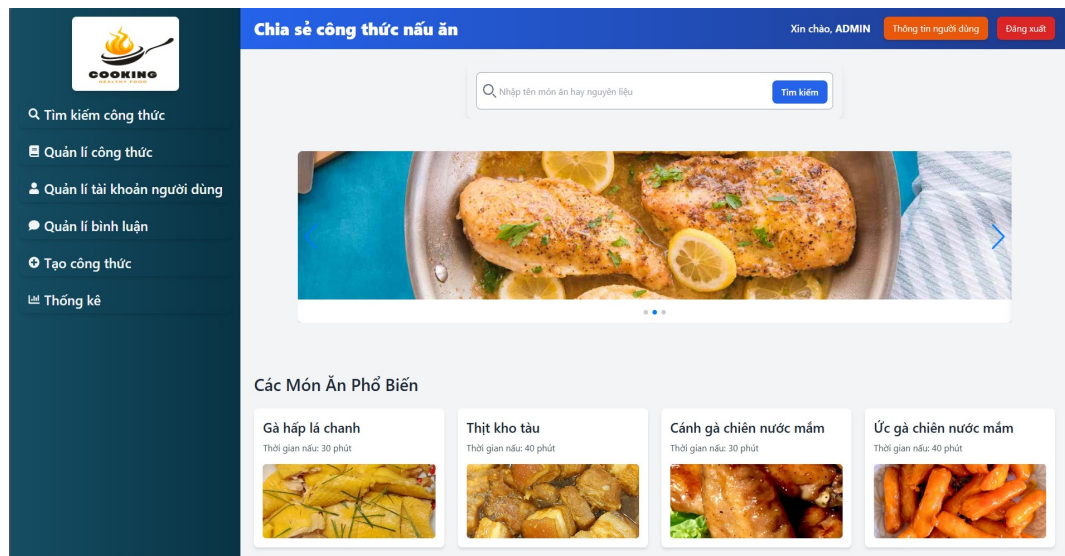 COOKING
HEALTHY FOOD
Tìm kiếm công thức
Quản lí công thức
Quản lí tài khoản người dùng
Quản lí bình luận
Tạo công thức
Thống kê
Chia sẻ công thức nấu ăn
Xin chào, ADMIN
Thông tin người dùng
Đăng xuất
Nhập tên món ăn hay nguyên liệu
Tìm kiếm
Các Món Ăn Phổ Biến
Gà hấp lá chanh
Thời gian nấu: 30 phút
Thịt kho tàu
Thời gian nấu: 40 phút
Cánh gà chiên nước mắm
Thời gian nấu: 30 phút
Ức gà chiên nước mắm
Thời gian nấu: 40 phút